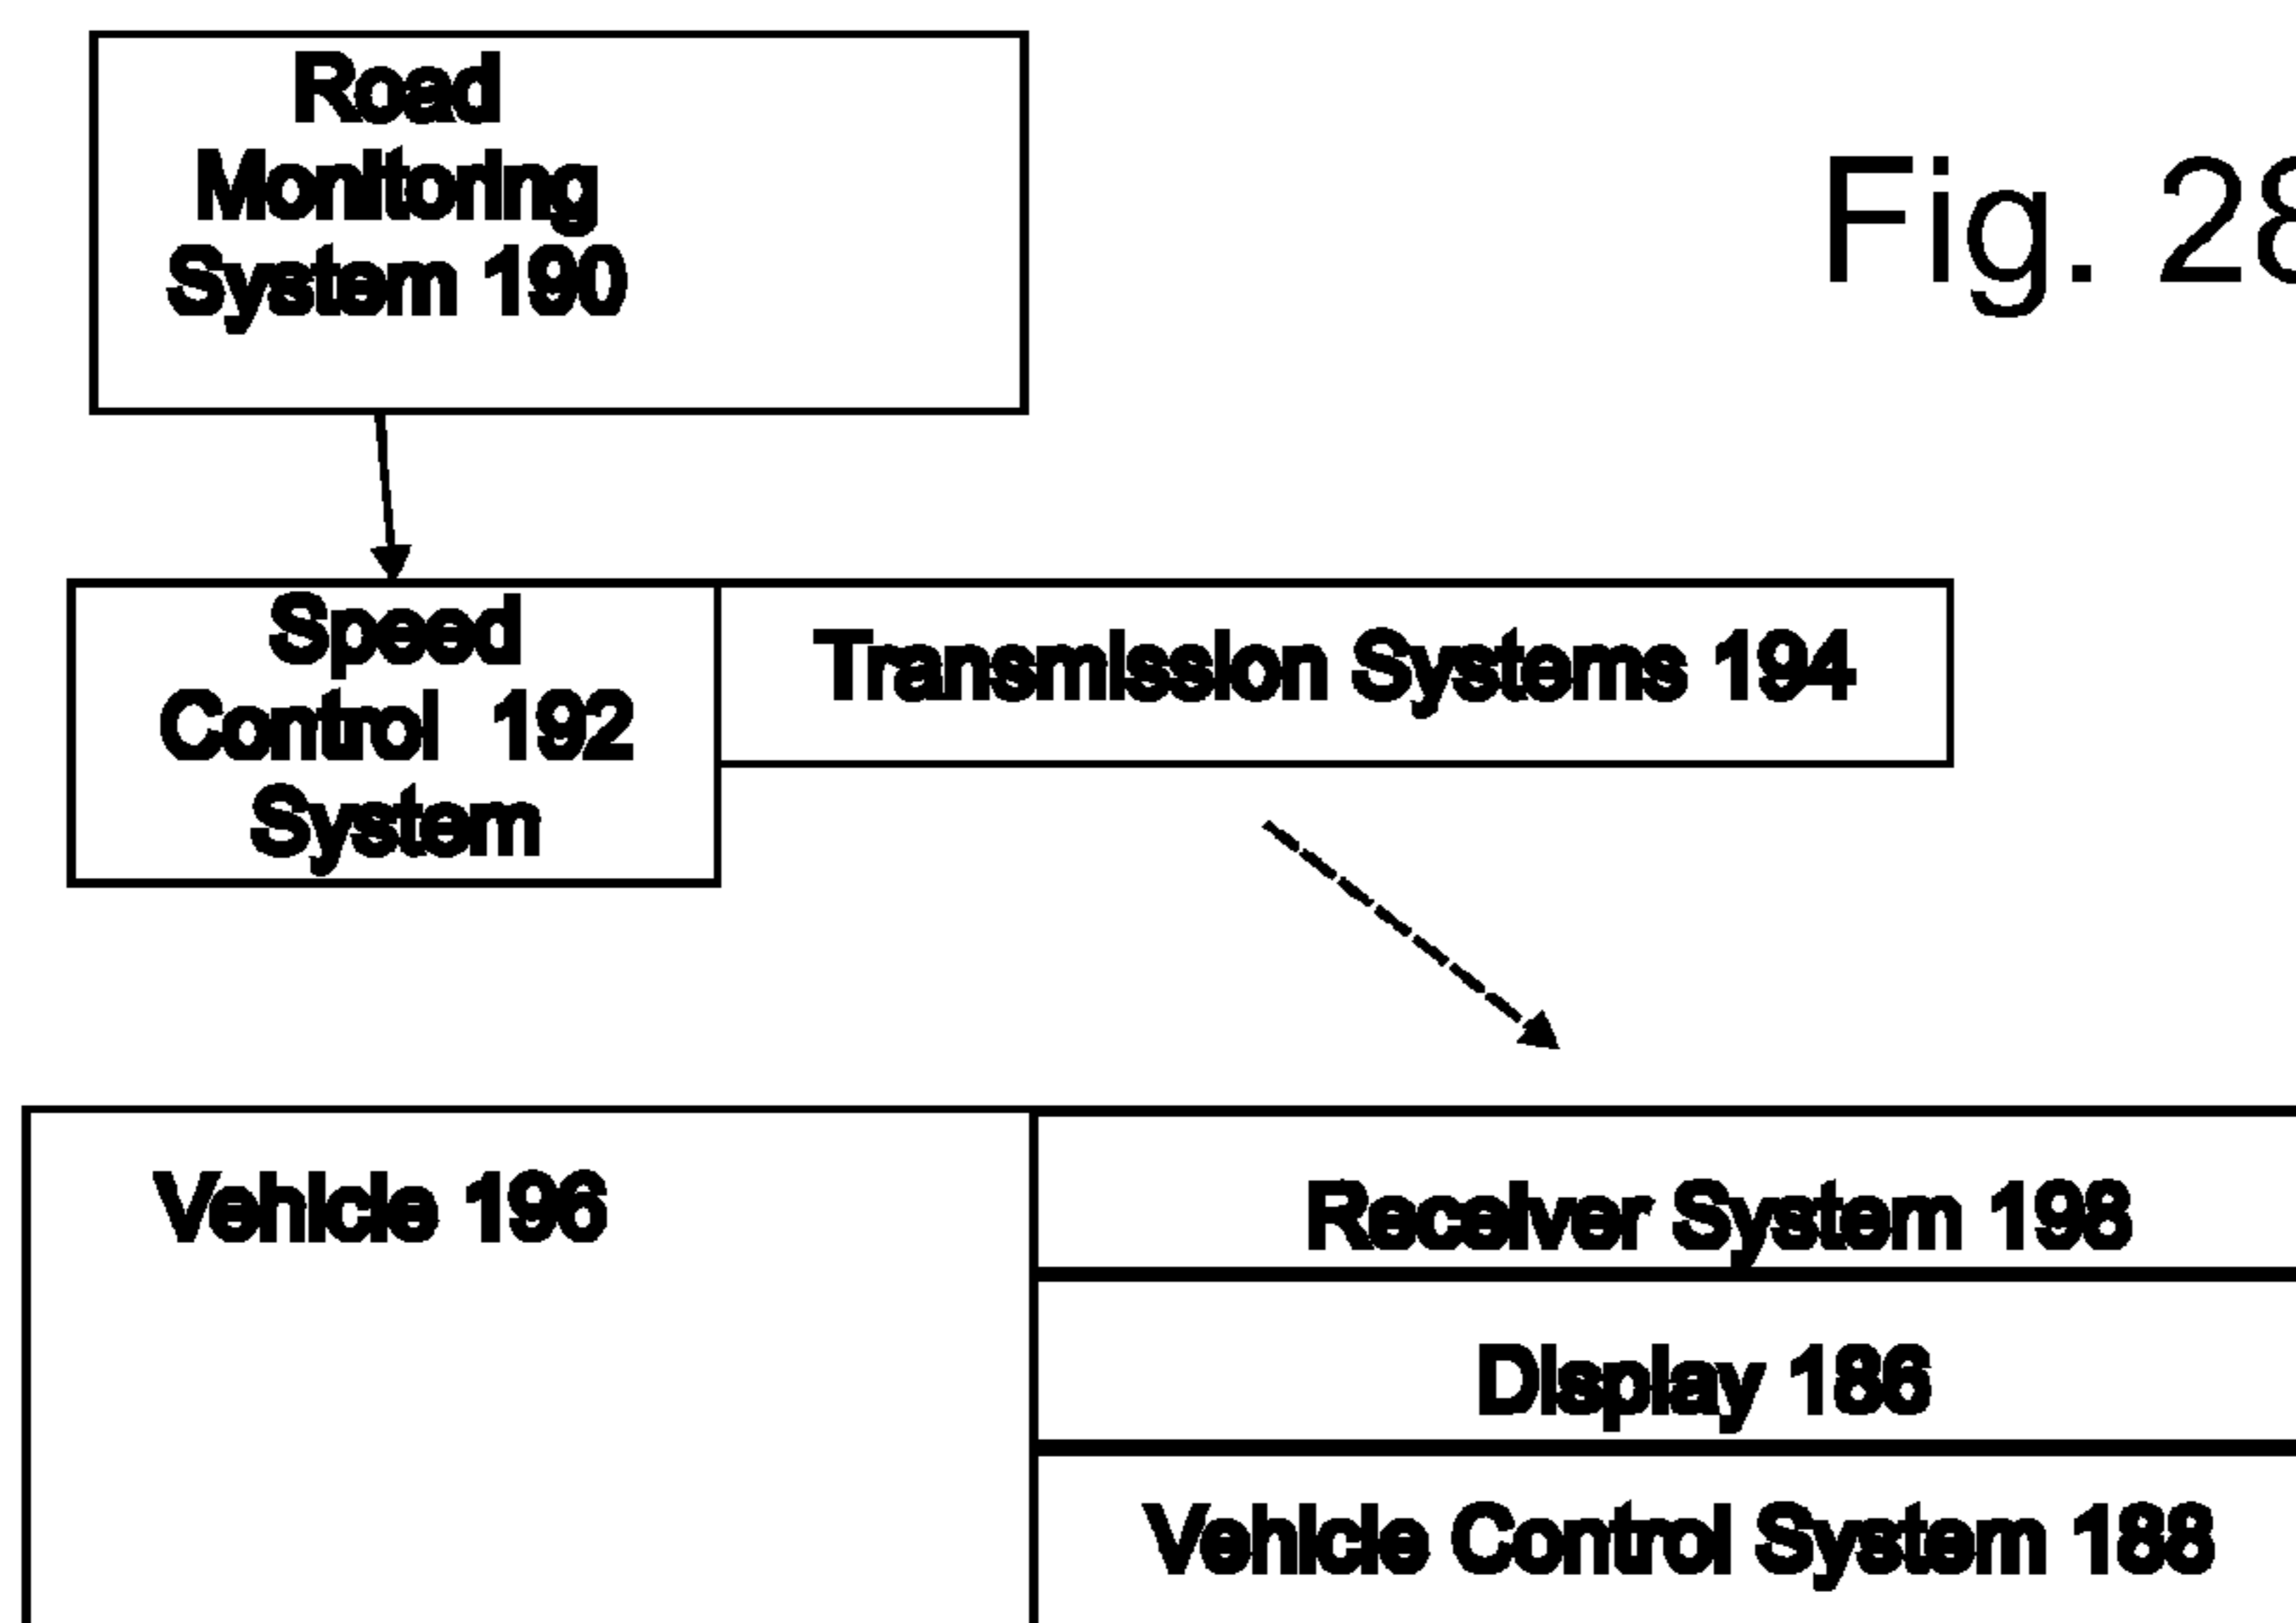 Road
Monitoring
System 190
Fig. 28
Speed
Control 192
System
Transmission Systems 194
Vehicle 196
Receiver System 198
Display 186
Vehicle Control System 188